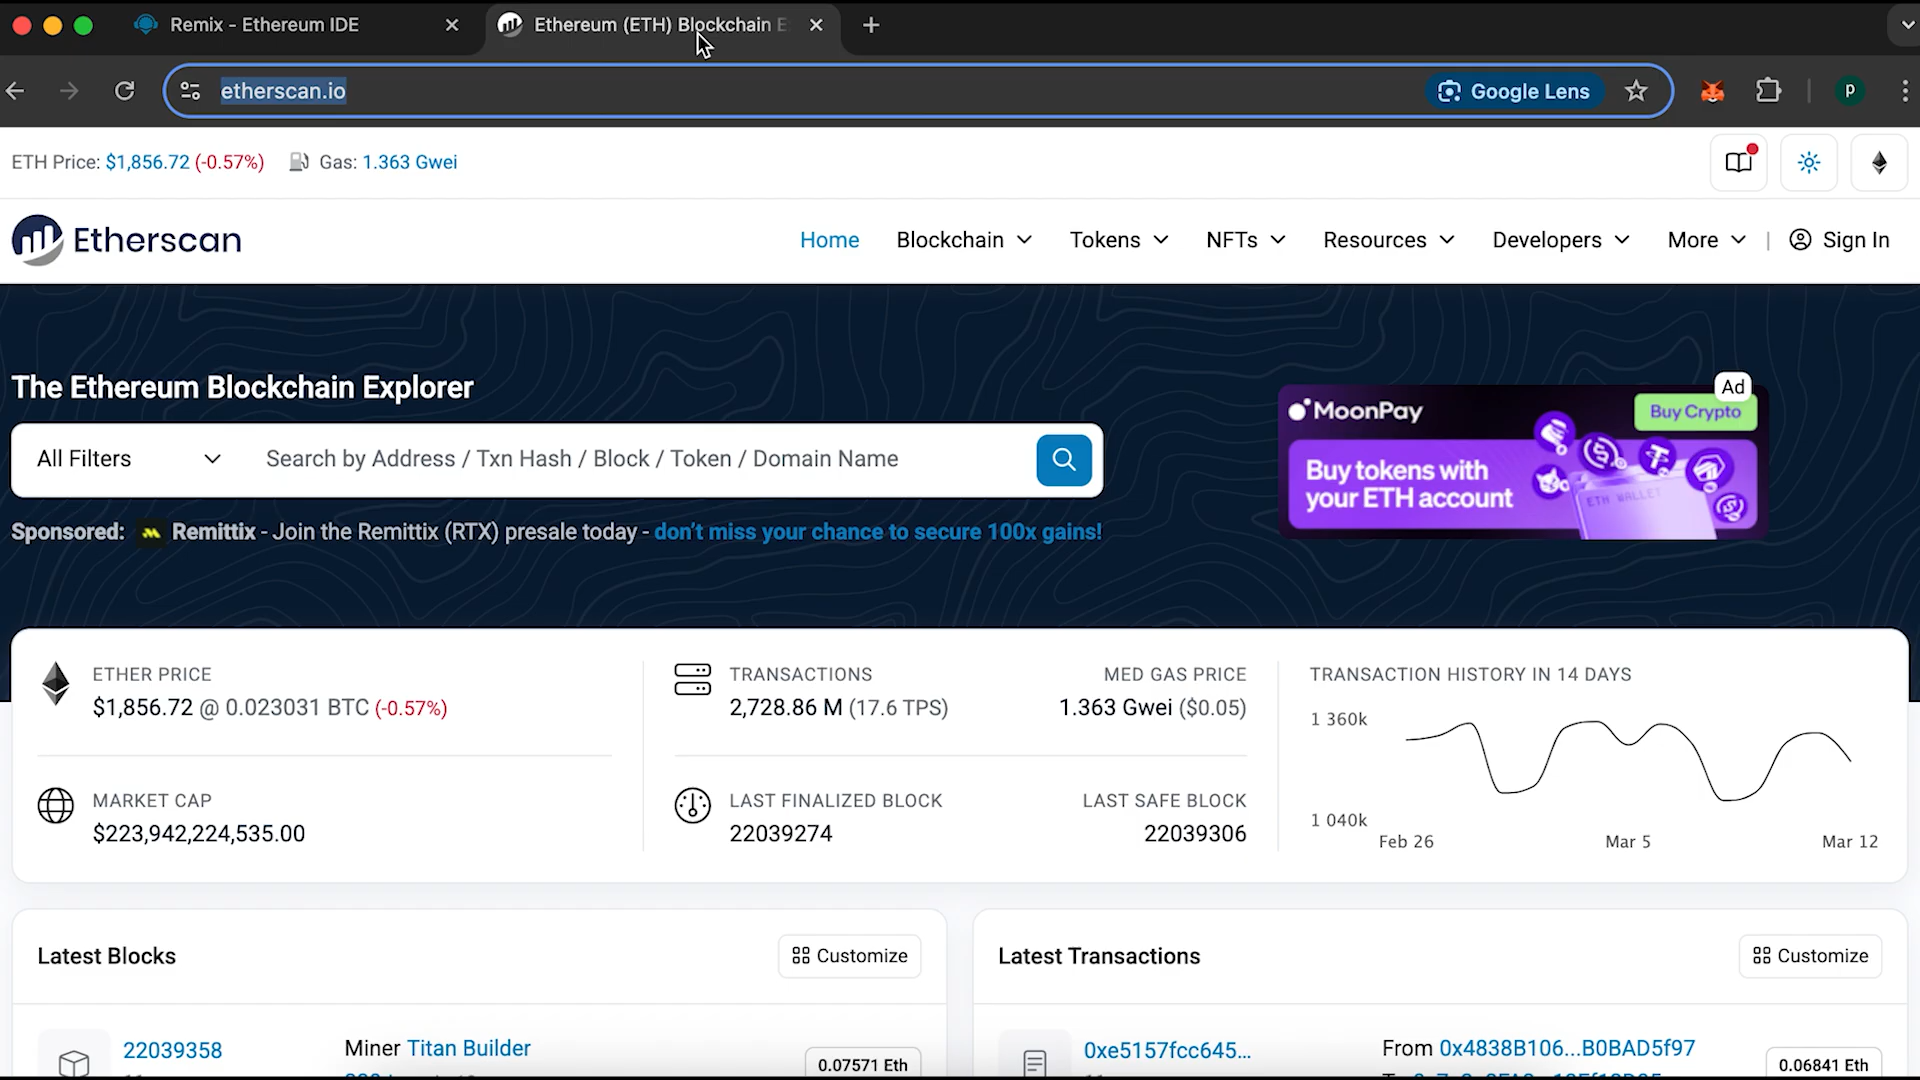 Remix - Ethereum IDE
Ethereum (ETH) Blockchain E
etherscan.io
Google Lens
p
ETH Price: $1,856.72 (-0.57%)
Gas: 1.363 Gwei
Etherscan
Home
Blockchain
Tokens
NFTs
Resources
Developers
More
Sign In
The Ethereum Blockchain Explorer
All Filters
Search by Address / Txn Hash / Block / Token / Domain Name
Sponsored: Remittix - Join the Remittix (RTX) presale today - don't miss your chance to secure 100x gains!
Ad
MoonPay
Buy Crypto
Buy tokens with
your ETH account
ETH WALLET
ETHER PRICE
$1,856.72 @ 0.023031 BTC (-0.57%)
MARKET CAP
$223,942,224,535.00
TRANSACTIONS
2,728.86 M (17.6 TPS)
MED GAS PRICE
1.363 Gwei ($0.05)
LAST FINALIZED BLOCK
22039274
LAST SAFE BLOCK
22039306
TRANSACTION HISTORY IN 14 DAYS
1 360k
1 040k
Feb 26
Mar 5
Mar 12
Latest Blocks
Customize
22039358
Miner Titan Builder
0.07571 Eth
Latest Transactions
Customize
0xe5157fcc645...
From 0x4838B106...B0BAD5f97
0.06841 Eth